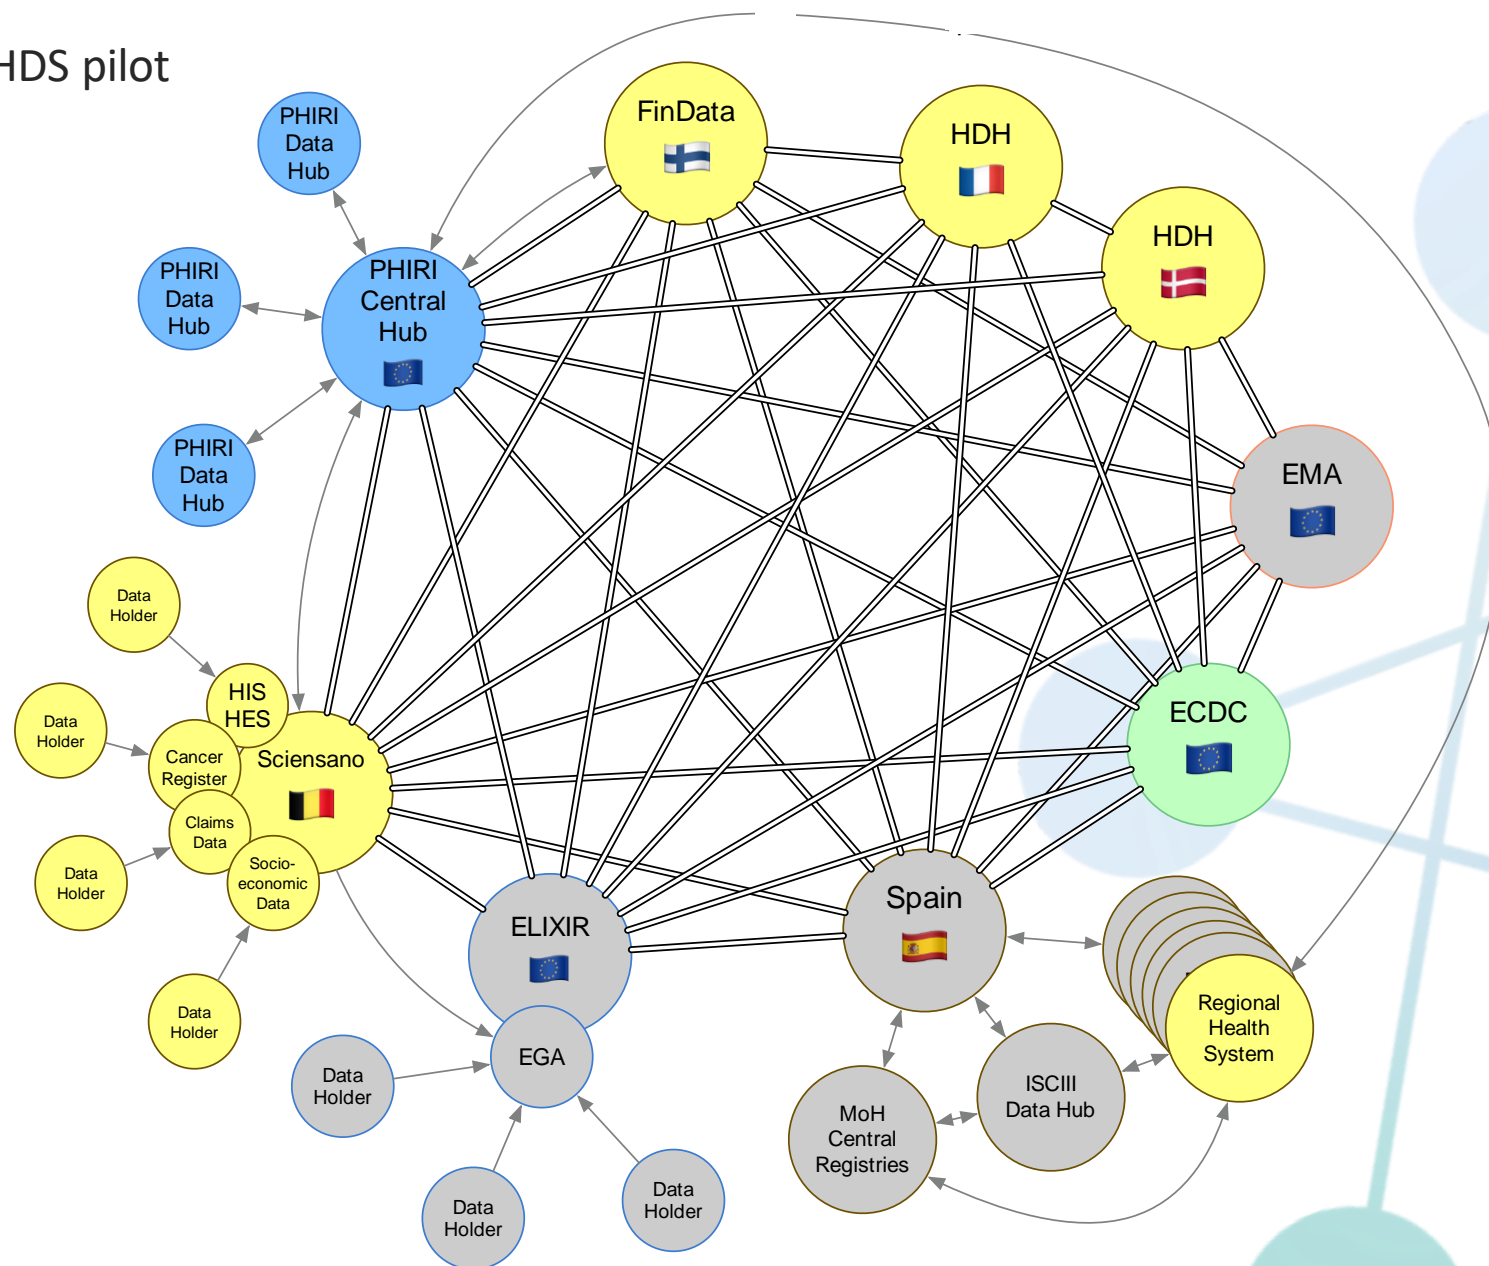 HDS pilot
FinData
HDH
HDH
PHIRI
Data
Hub
PHIRI
Data
Hub
PHIRI
Central
Hub
PHIRI
Data
Hub
EMA
Data
Holder
HIS
HES
Data
Holder
Cancer
Register
Sciensano
ECDC
Claims
Data
Data
Holder
Socio-
economic
Data
ELIXIR
Spain
Data
Holder
EGA
Data
Holder
Regional
Health
System
ISCIII
Data Hub
MoH
Central
Registries
Data
Holder
Data
Holder